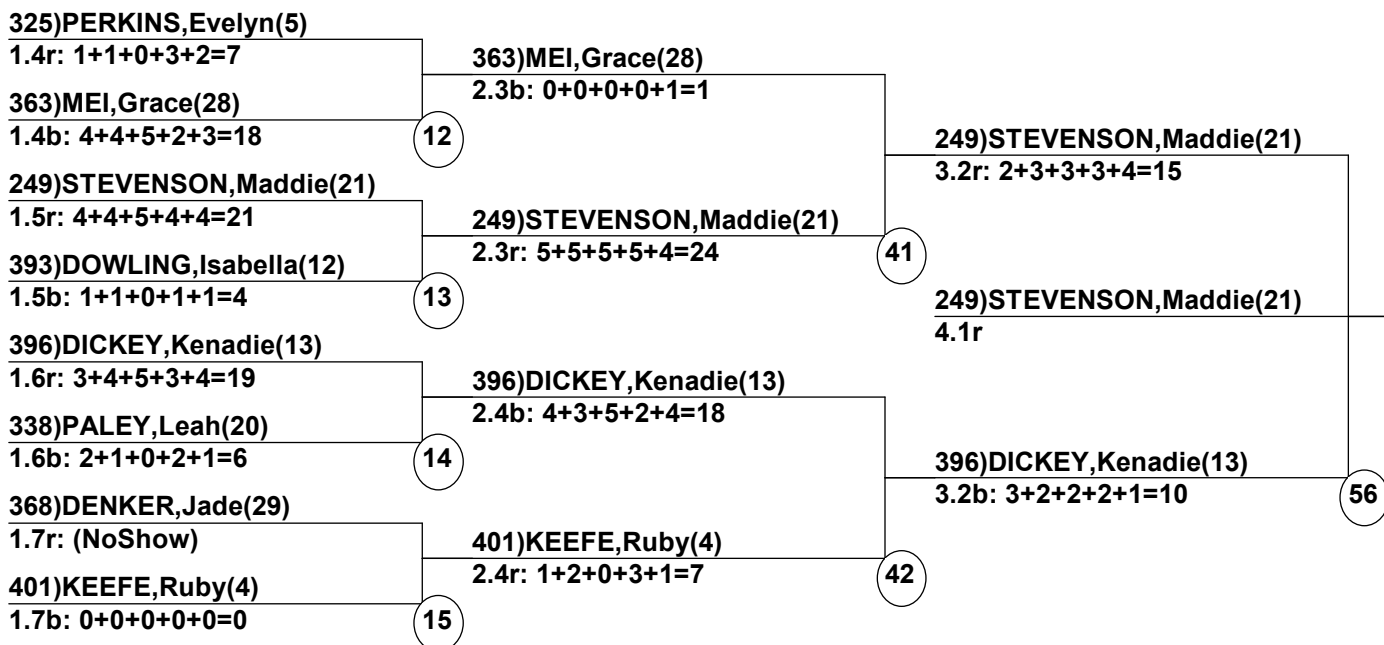 325)PERKINS,Evelyn(5)
1.4r: 1+1+0+3+2=7
363)MEI,Grace(28)
1.4b: 4+4+5+2+3=18
12
249)STEVENSON,Maddie(21)
1.5r: 4+4+5+4+4=21
393)DOWLING,Isabella(12)
1.5b: 1+1+0+1+1=4
13
396)DICKEY,Kenadie(13)
1.6r: 3+4+5+3+4=19
338)PALEY,Leah(20)
1.6b: 2+1+0+2+1=6
14
368)DENKER,Jade(29)
1.7r: (NoShow)
401)KEEFE,Ruby(4)
1.7b: 0+0+0+0+0=0
15
363)MEI,Grace(28)
2.3b: 0+0+0+0+1=1
249)STEVENSON,Maddie(21)
2.3r: 5+5+5+5+4=24
41
396)DICKEY,Kenadie(13)
2.4b: 4+3+5+2+4=18
401)KEEFE,Ruby(4)
2.4r: 1+2+0+3+1=7
42
249)STEVENSON,Maddie(21)
3.2r: 2+3+3+3+4=15
249)STEVENSON,Maddie(21)
4.1r
396)DICKEY,Kenadie(13)
3.2b: 3+2+2+2+1=10
56